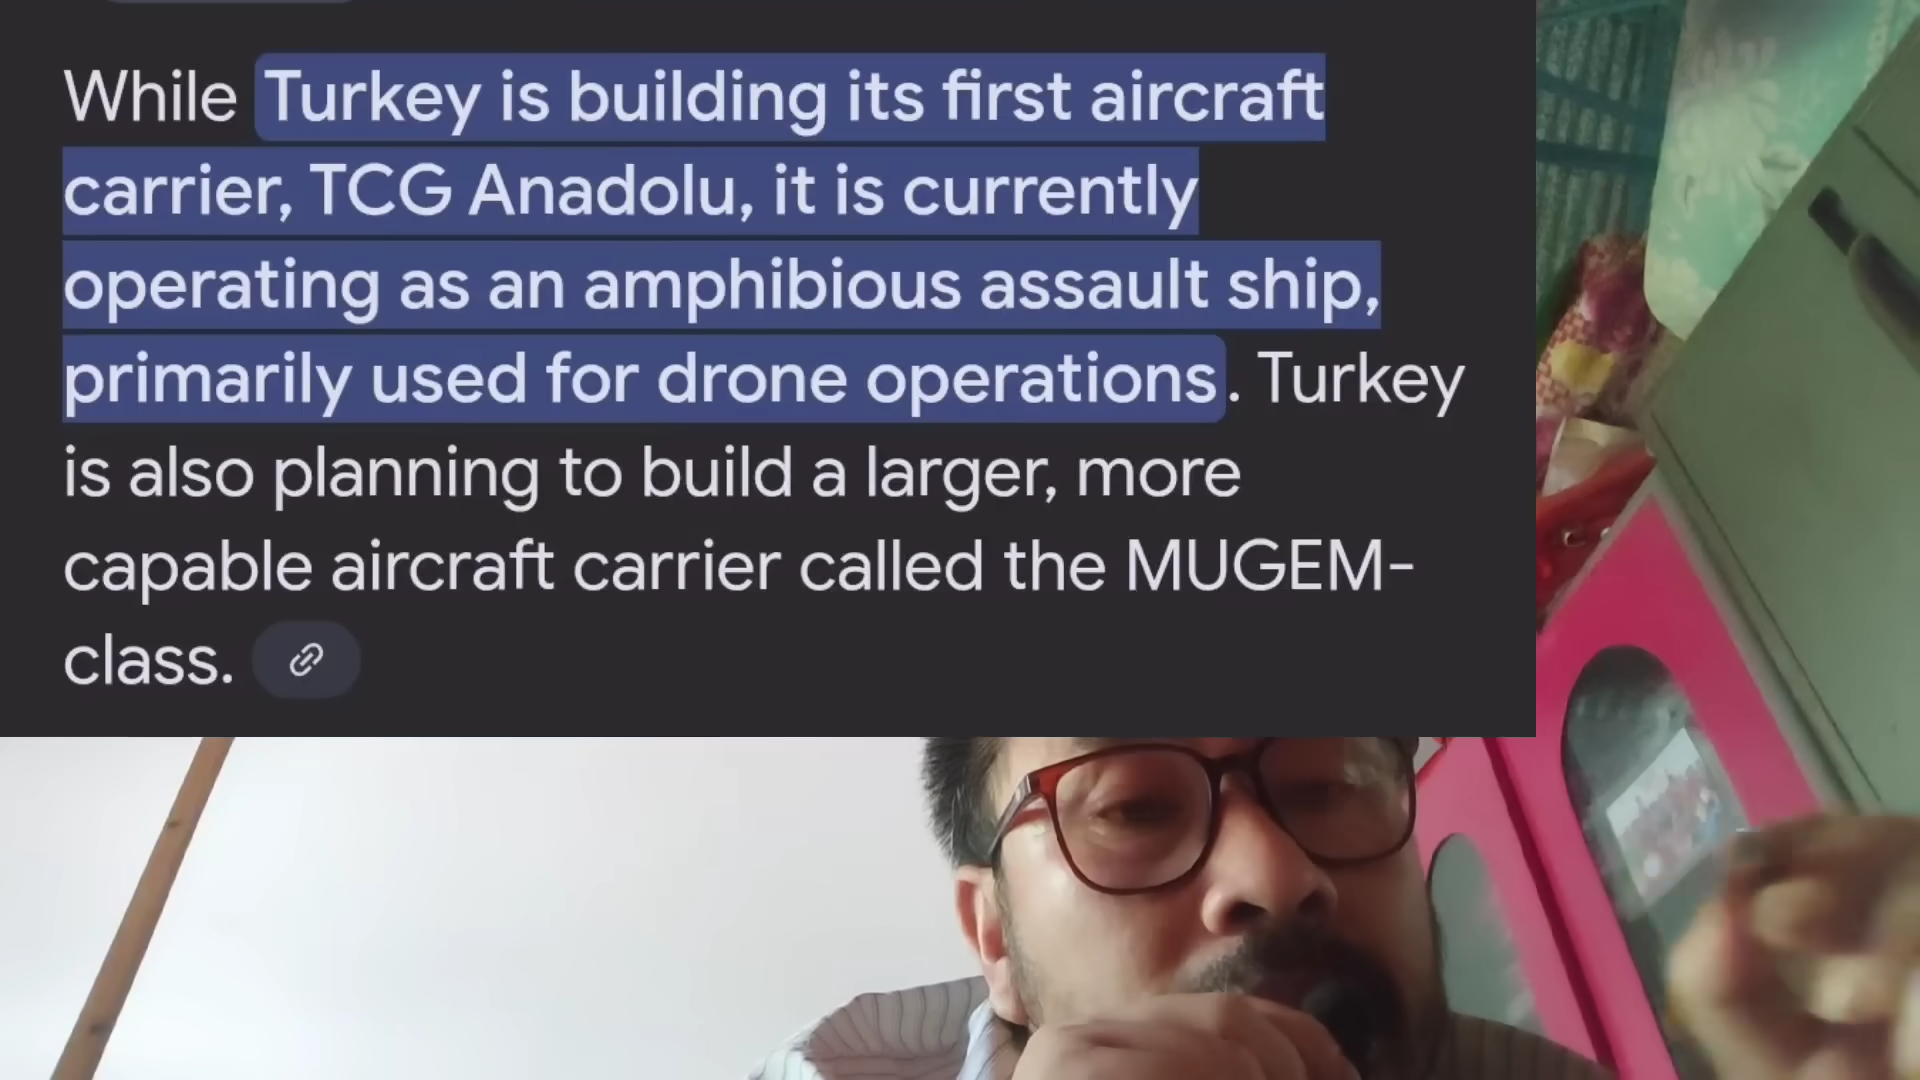 While Turkey is building its first aircraft
carrier, TCG Anadolu, it is currently
operating as an amphibious assault ship,
primarily used for drone operations. Turkey
is also planning to build a larger, more
capable aircraft carrier called the MUGEM-
class.